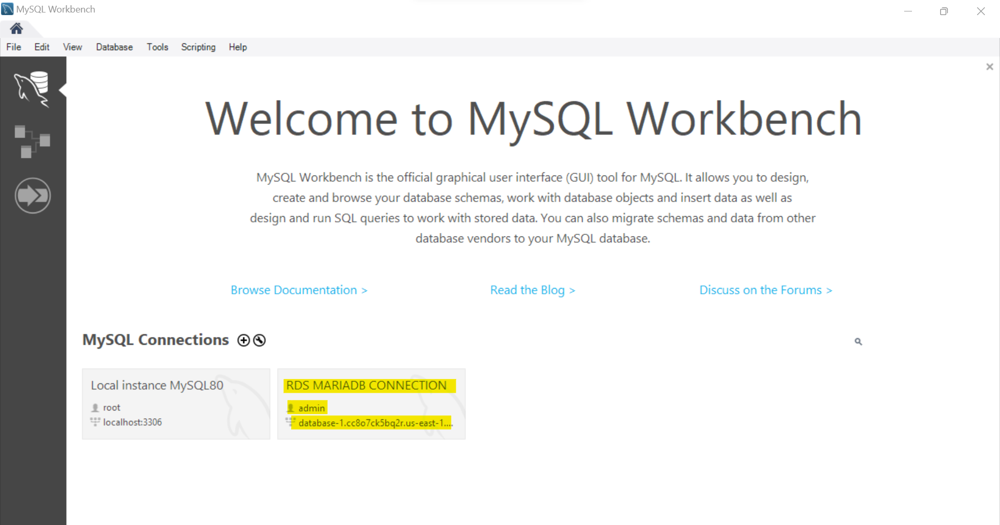 MySQL Workbench
File Edit View Database Tools Scripting Help
Welcome to MySQL Workbench
MySQL Workbench is the official graphical user interface (GUI) tool for MySQL. It allows you to design,
create and browse your database schemas, work with database objects and insert data as well as
design and run SQL queries to work with stored data. You can also migrate schemas and data from other
database vendors to your MySQL database.
Browse Documentation > Read the Blog > Discuss on the Forums >
MySQL Connections
Local instance MySQL80
root
localhost:3306
RDS MARIADB CONNECTION
admin
database-1.cc8o7ck5bq2r.us-east-1....